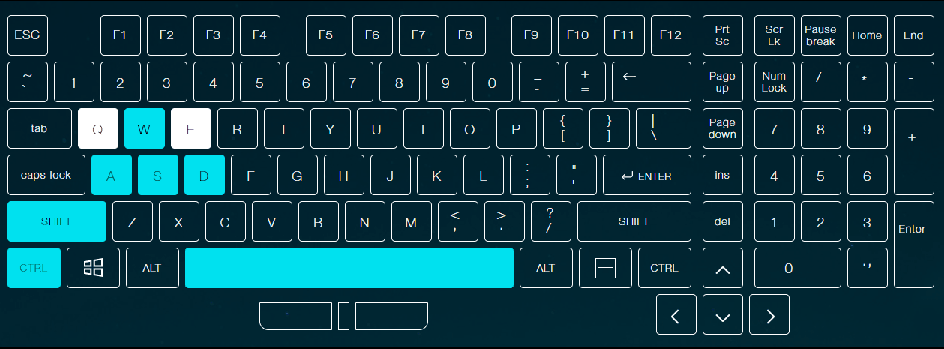 ESC F1 F2 F3 F4 F5 F6 F7 F8 F9 F10 F11 F12 Prt Sc Scr Lk Pause break Home Lnd
~ ` 1 2 3 4 5 6 7 8 9 0 _ - + = ← Pago up Num Lock / * -
tab Q W E R T Y U I O P { [ } ] | \ Page down 7 8 9 +
caps lock A S D F G H J K L : ; " ' ↵ ENTER ins 4 5 6
SHIFT Z X C V B N M < , > . ? / SHIFT del 1 2 3 Entor
CTRL ALT ALT CTRL 0